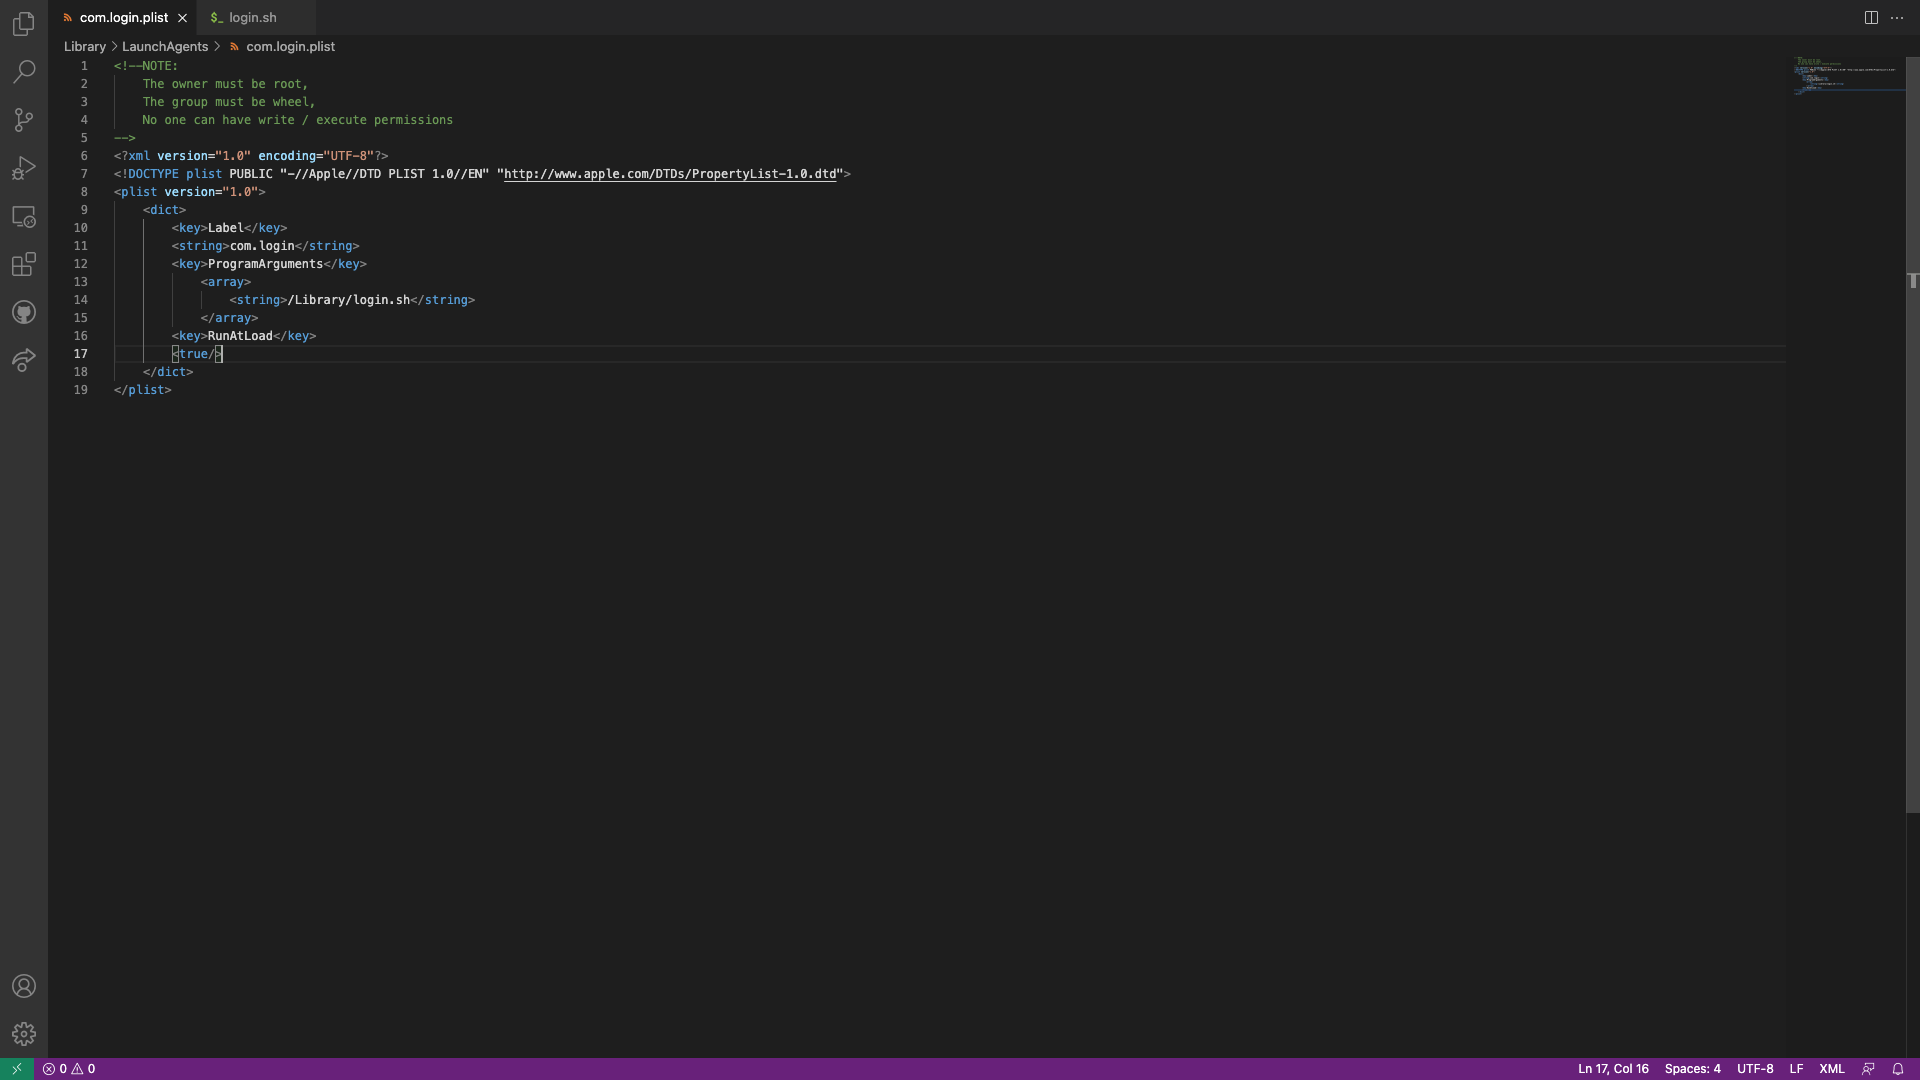 com.login.plist
$_ login.sh
Library > LaunchAgents > com.login.plist
1 <!--NOTE:
2     The owner must be root,
3     The group must be wheel,
4     No one can have write / execute permissions
5 -->
6 <?xml version="1.0" encoding="UTF-8"?>
7 <!DOCTYPE plist PUBLIC "-//Apple//DTD PLIST 1.0//EN" "http://www.apple.com/DTDs/PropertyList-1.0.dtd">
8 <plist version="1.0">
9     <dict>
10         <key>Label</key>
11         <string>com.login</string>
12         <key>ProgramArguments</key>
13             <array>
14                 <string>/Library/login.sh</string>
15             </array>
16         <key>RunAtLoad</key>
17         <true/>
18     </dict>
19 </plist>
0 0 Ln 17, Col 16 Spaces: 4 UTF-8 LF XML